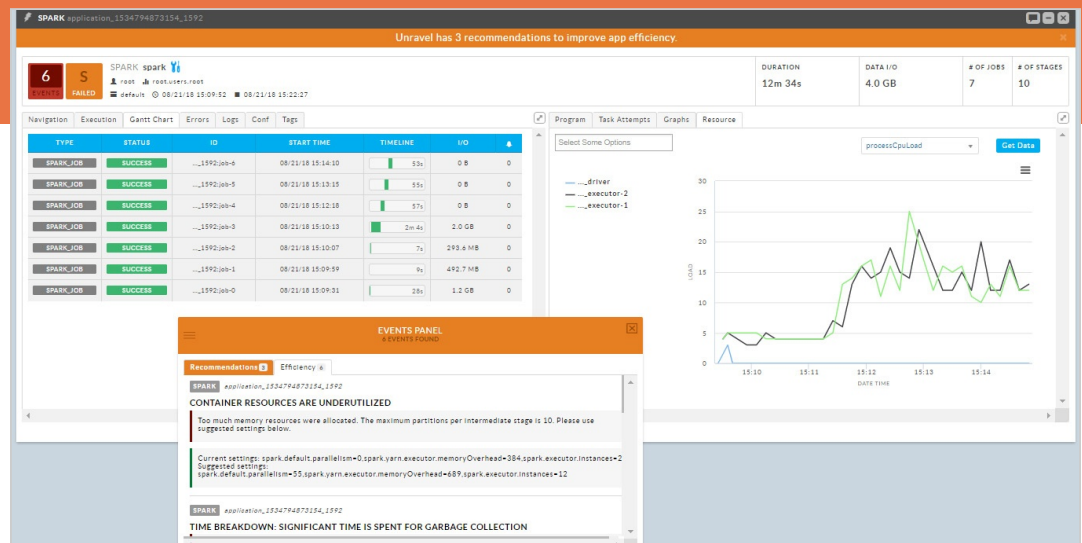 SPARK application_1534794873154_1592
Unravel has 3 recommendations to improve app efficiency.
6
EVENTS
S
FAILED
SPARK spark
root root.users.root
default 08/21/18 15:09:52 08/21/18 15:22:27
DURATION
12m 34s
DATA I/O
4.0 GB
# OF JOBS
7
# OF STAGES
10
Navigation Execution Gantt Chart Errors Logs Conf Tags
TYPE STATUS ID START TIME TIMELINE I/O
SPARK_JOB SUCCESS ..._1592:job-6 08/21/18 15:14:10 53s 0 B 0
SPARK_JOB SUCCESS ..._1592:job-5 08/21/18 15:13:15 55s 0 B 0
SPARK_JOB SUCCESS ..._1592:job-4 08/21/18 15:12:18 57s 0 B 0
SPARK_JOB SUCCESS ..._1592:job-3 08/21/18 15:10:13 2m 4s 2.0 GB 0
SPARK_JOB SUCCESS ..._1592:job-2 08/21/18 15:10:07 7s 293.6 MB 0
SPARK_JOB SUCCESS ..._1592:job-1 08/21/18 15:09:59 9s 492.7 MB 0
SPARK_JOB SUCCESS ..._1592:job-0 08/21/18 15:09:31 28s 1.2 GB 0
Program Task Attempts Graphs Resource
Select Some Options
processCpuLoad
Get Data
..._driver
..._executor-2
..._executor-1
30
25
20
15
10
5
0
LOAD
15:10 15:11 15:12 15:13 15:14
DATE TIME
EVENTS PANEL
6 EVENTS FOUND
Recommendations 3 Efficiency 6
SPARK application_1534794873154_1592
CONTAINER RESOURCES ARE UNDERUTILIZED
Too much memory resources were allocated. The maximum partitions per intermediate stage is 10. Please use
suggested settings below.
Current settings: spark.default.parallelism=0,spark.yarn.executor.memoryOverhead=384,spark.executor.instances=2
Suggested settings:
spark.default.parallelism=55,spark.yarn.executor.memoryOverhead=689,spark.executor.instances=12
SPARK application_1534794873154_1592
TIME BREAKDOWN: SIGNIFICANT TIME IS SPENT FOR GARBAGE COLLECTION